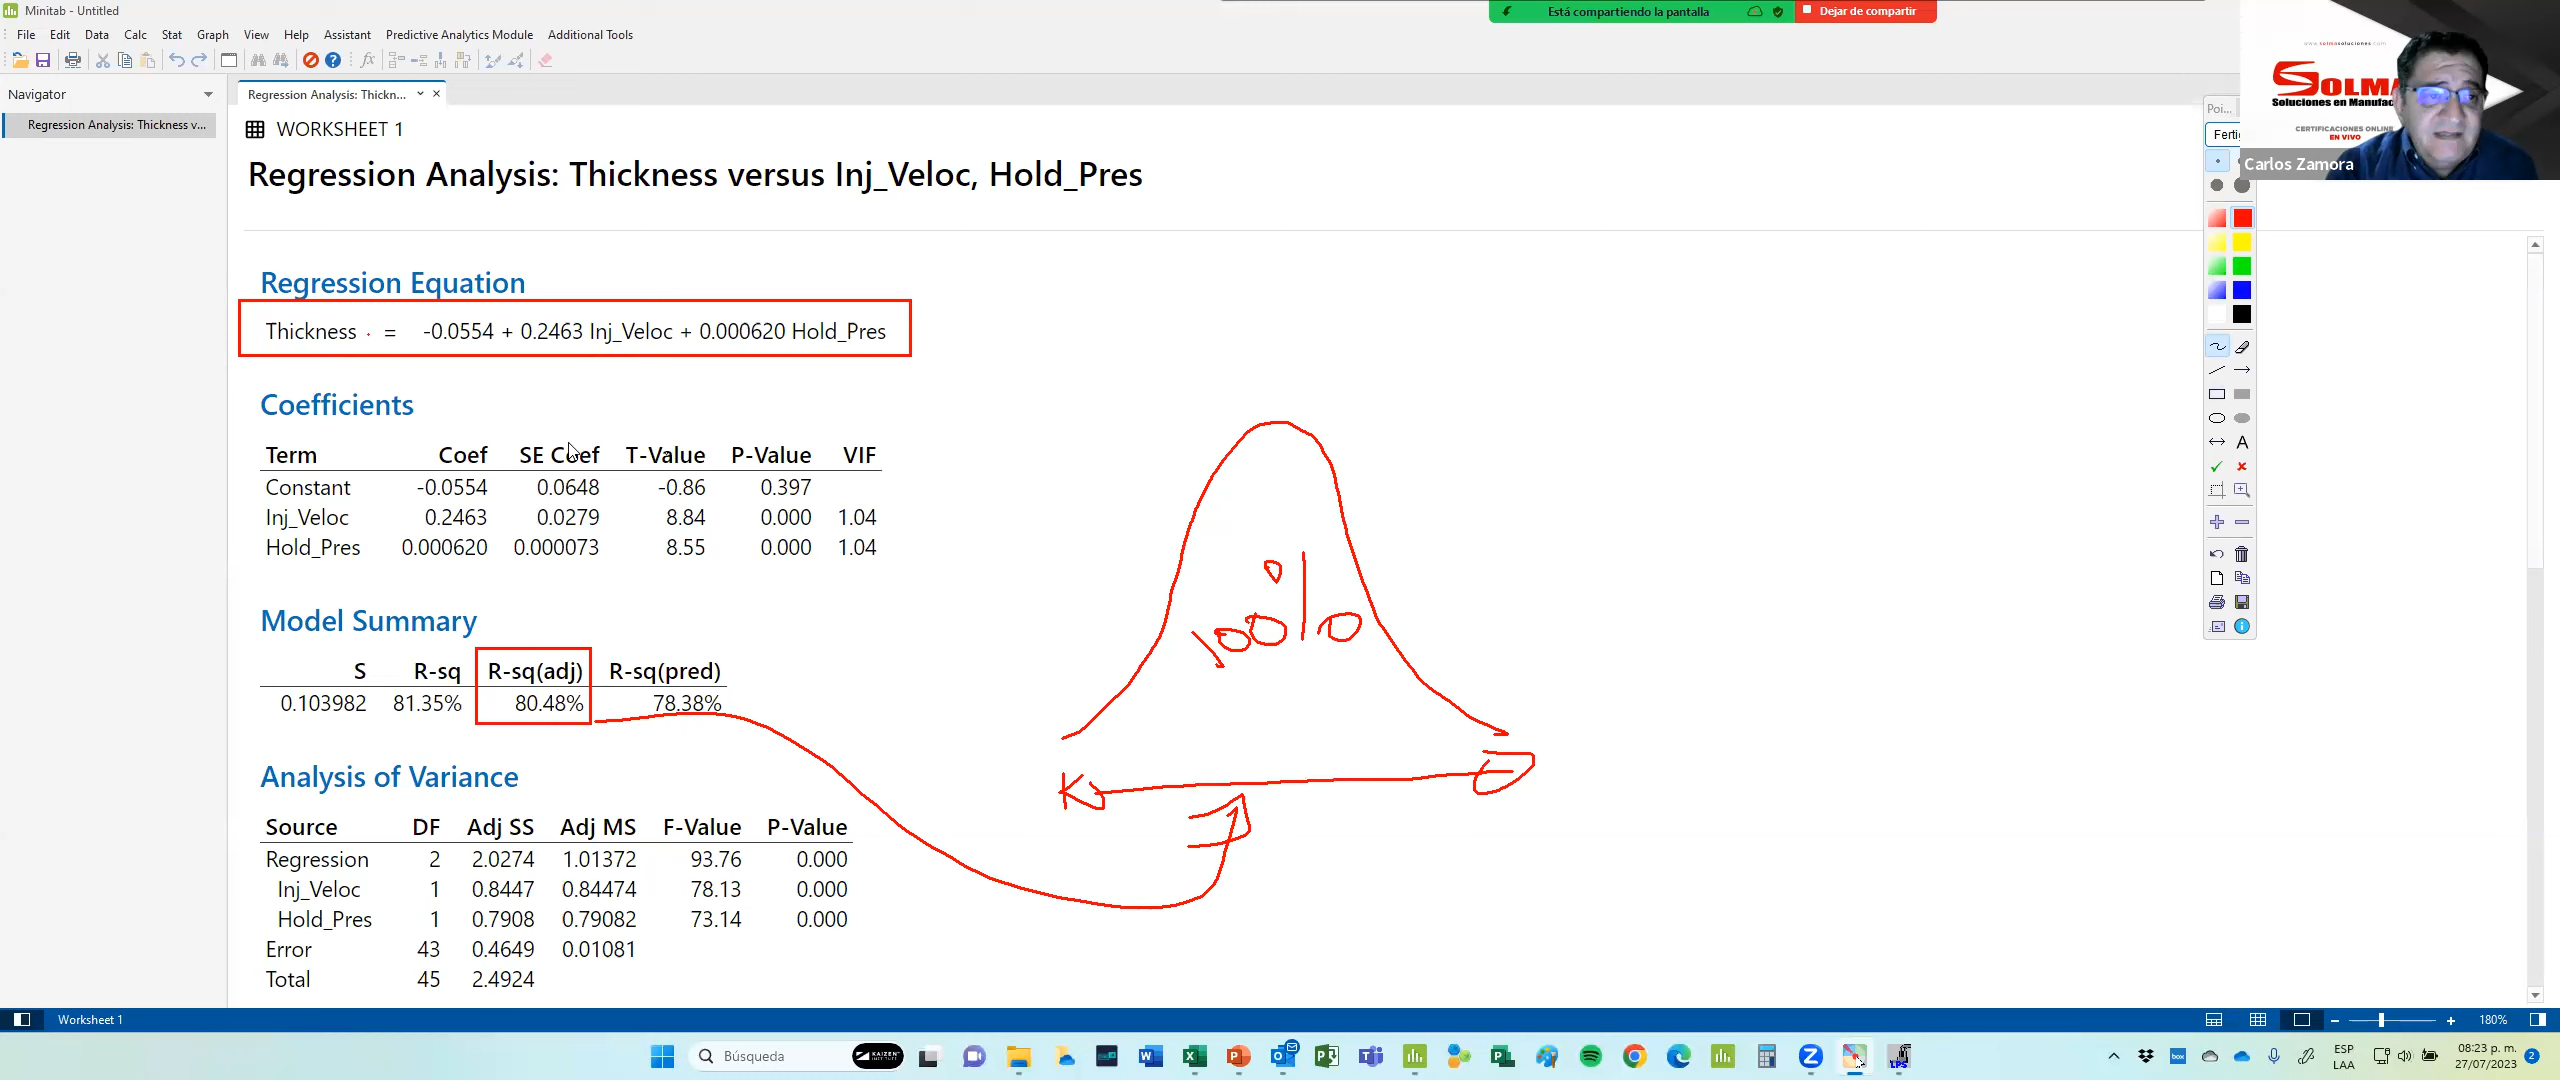 Minitab - Untitled
Está compartiendo la pantalla
Dejar de compartir
File Edit Data Calc Stat Graph View Help Assistant Predictive Analytics Module Additional Tools
Navigator
Regression Analysis: Thickn...
Regression Analysis: Thickness v...
WORKSHEET 1
Regression Analysis: Thickness versus Inj_Veloc, Hold_Pres
Regression Equation
Thickness = -0.0554 + 0.2463 Inj_Veloc + 0.000620 Hold_Pres
Coefficients
Term Coef SE Coef T-Value P-Value VIF
Constant -0.0554 0.0648 -0.86 0.397
Inj_Veloc 0.2463 0.0279 8.84 0.000 1.04
Hold_Pres 0.000620 0.000073 8.55 0.000 1.04
Model Summary
S R-sq R-sq(adj) R-sq(pred)
0.103982 81.35% 80.48% 78.38%
Analysis of Variance
Source DF Adj SS Adj MS F-Value P-Value
Regression 2 2.0274 1.01372 93.76 0.000
Inj_Veloc 1 0.8447 0.84474 78.13 0.000
Hold_Pres 1 0.7908 0.79082 73.14 0.000
Error 43 0.4649 0.01081
Total 45 2.4924
100%
www.solmasoluciones.com
SOLMA
Soluciones en Manufac
CERTIFICACIONES ONLINE
EN VIVO
Carlos Zamora
Poi...
Ferti
A
Worksheet 1
180%
Búsqueda
KAIZEN
ESP
LAA
08:23 p. m.
27/07/2023
2